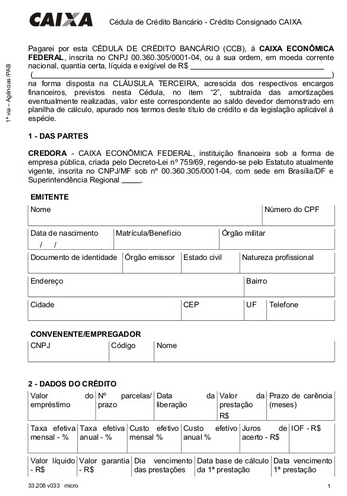 CAIXA
Cédula de Crédito Bancário - Crédito Consignado CAIXA
1ª via – Agências/PAB
Pagarei por esta CÉDULA DE CRÉDITO BANCÁRIO (CCB), á CAIXA ECONÔMICA
FEDERAL, inscrita no CNPJ 00.360.305/0001-04, ou á sua ordem, em moeda corrente
nacional, quantia certa, líquida e exigível de R$
( )
na forma disposta na CLÁUSULA TERCEIRA, acrescida dos respectivos encargos
financeiros, previstos nesta Cédula, no item "2", subtraída das amortizações
eventualmente realizadas, valor este correspondente ao saldo devedor demonstrado em
planilha de cálculo, apurado nos termos deste título de crédito e da legislação aplicável á
espécie.
1 - DAS PARTES
CREDORA - CAIXA ECONÔMICA FEDERAL, instituição financeira sob a forma de
empresa pública, criada pelo Decreto-Lei nº 759/69, regendo-se pelo Estatuto atualmente
vigente, inscrita no CNPJ/MF sob nº 00.360.305/0001-04, com sede em Brasília/DF e
Superintendência Regional _____.
EMITENTE
Nome Número do CPF
Data de nascimento Matrícula/Benefício Órgão militar
/ /
Documento de identidade Órgão emissor Estado civil Natureza profissional
Endereço Bairro
Cidade CEP UF Telefone
CONVENENTE/EMPREGADOR
CNPJ Código Nome
2 - DADOS DO CRÉDITO
Valor do Nº parcelas/ Data da Valor da Prazo de carência
empréstimo prazo liberação prestação (meses)
R$
Taxa efetiva Taxa efetiva Custo efetivo Custo efetivo Juros de IOF - R$
mensal - % anual - % mensal % anual % acerto - R$
Valor líquido Valor garantia Dia vencimento Data base de cálculo Data vencimento
- R$ - R$ das prestações da 1ª prestação 1ª prestação
33.208 v033 micro 1